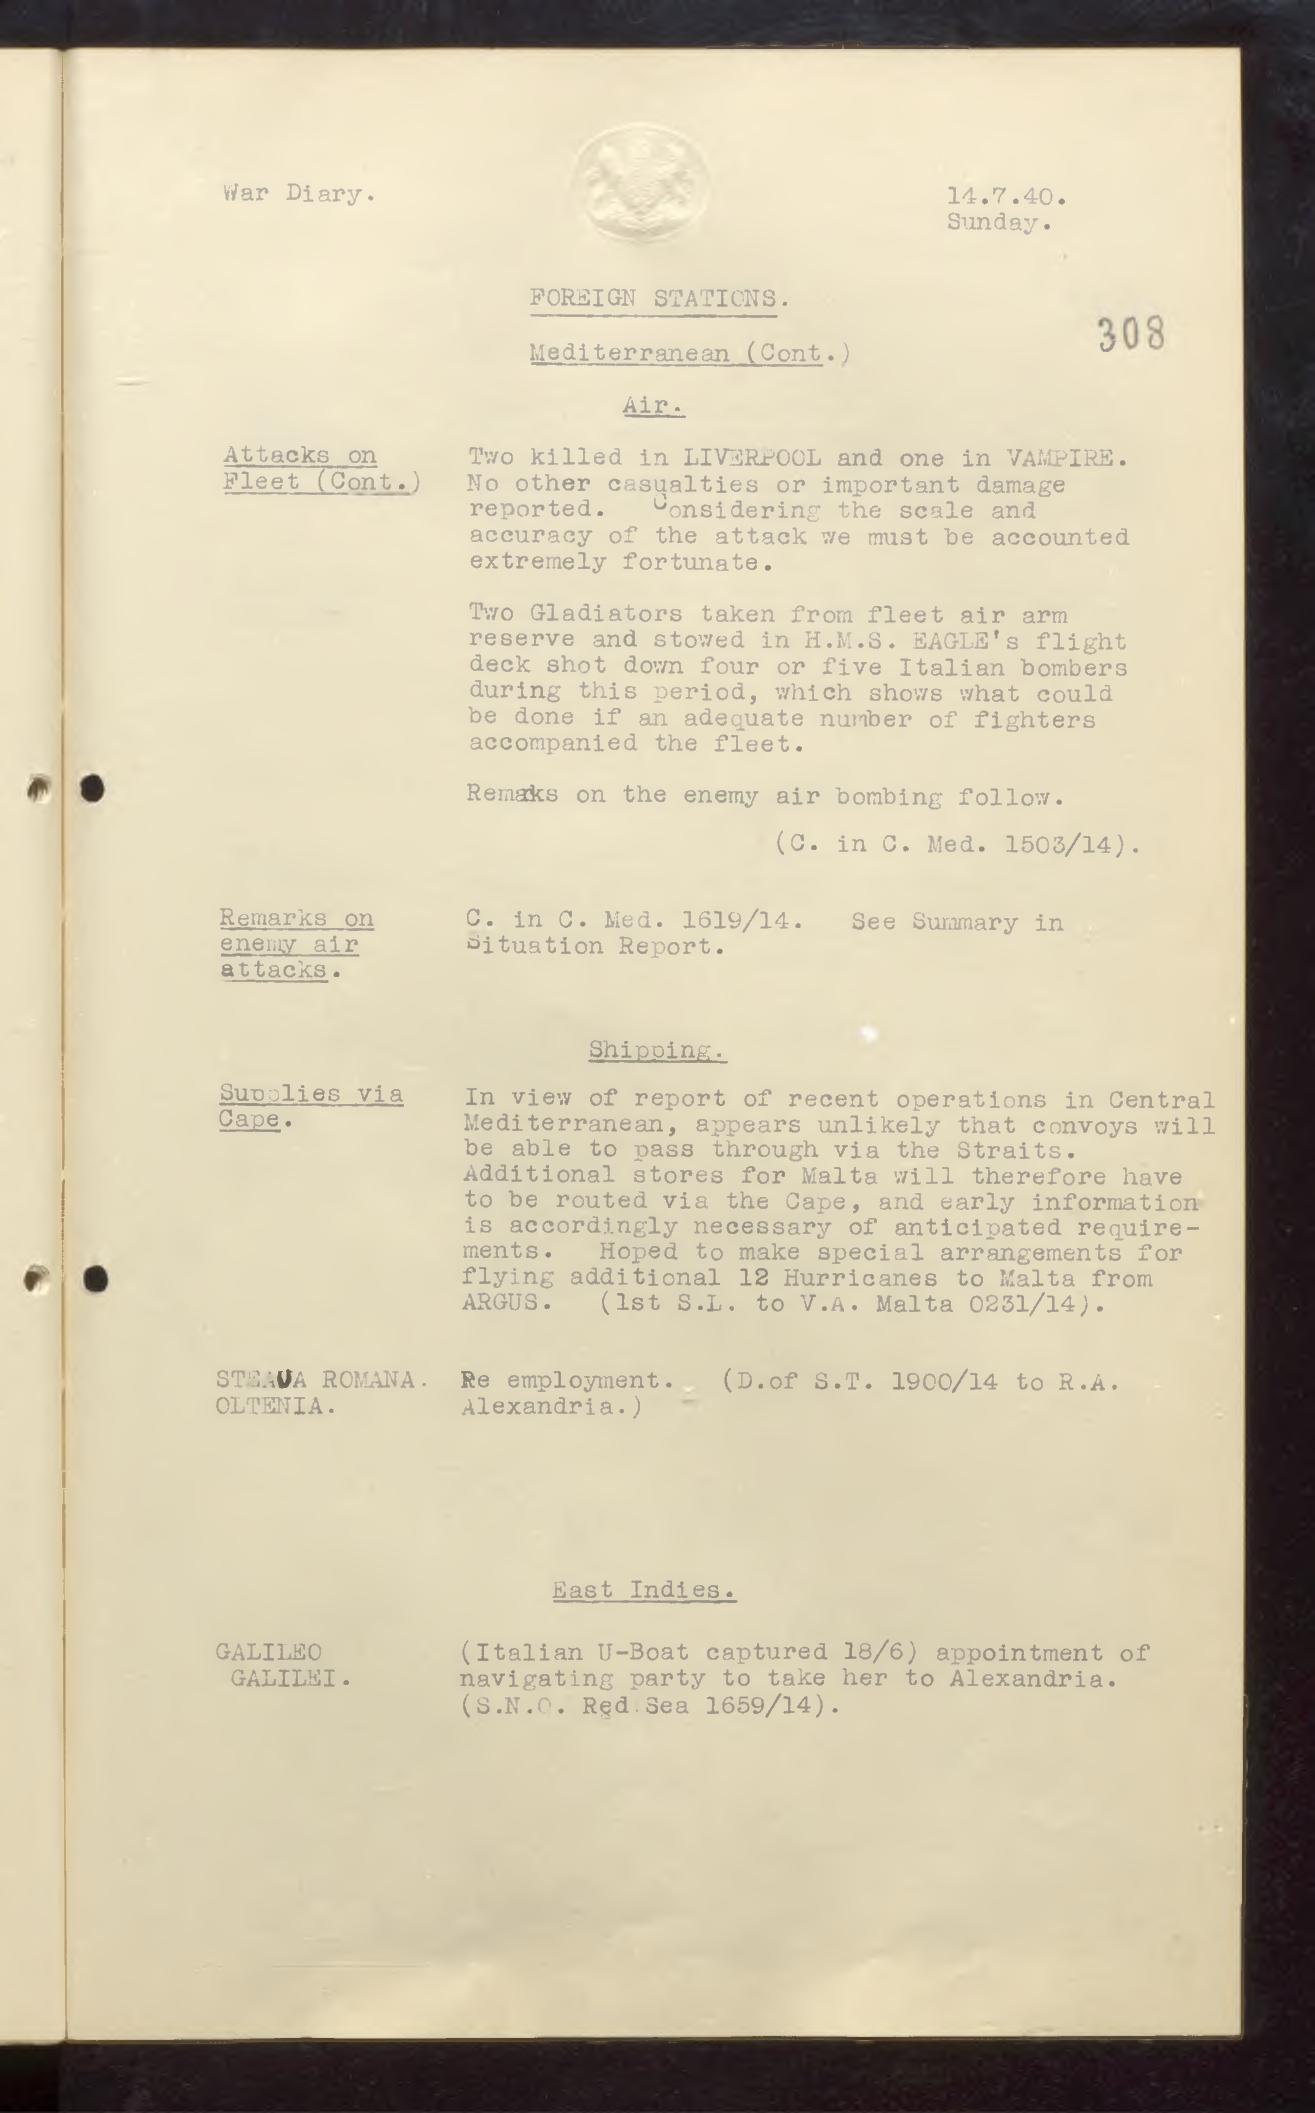 War Diary.
14.7.40.
Sunday.
FOREIGN STATIONS.
308
Mediterranean (Cont.)
Air.
Attacks on
Fleet (Cont.)
Two killed in LIVERPOOL and one in VAMPIRE.
No other casualties or important damage
reported. Considering the scale and
accuracy of the attack we must be accounted
extremely fortunate.
Two Gladiators taken from fleet air arm
reserve and stowed in H.M.S. EAGLE's flight
deck shot down four or five Italian bombers
during this period, which shows what could
be done if an adequate number of fighters
accompanied the fleet.
Remarks on the enemy air bombing follow.
(C. in C. Med. 1503/14).
Remarks on
enemy air
attacks.
C. in C. Med. 1619/14. See Summary in
Situation Report.
Shipping.
Supplies via
Cape.
In view of report of recent operations in Central
Mediterranean, appears unlikely that convoys will
be able to pass through via the Straits.
Additional stores for Malta will therefore have
to be routed via the Cape, and early information
is accordingly necessary of anticipated require-
ments. Hoped to make special arrangements for
flying additional 12 Hurricanes to Malta from
ARGUS. (1st S.L. to V.A. Malta 0231/14).
STEAUA ROMANA.
OLTENIA.
Re employment. (D.of S.T. 1900/14 to R.A.
Alexandria.)
East Indies.
GALILEO
GALILEI.
(Italian U-Boat captured 18/6) appointment of
navigating party to take her to Alexandria.
(S.N.O. Red Sea 1659/14).